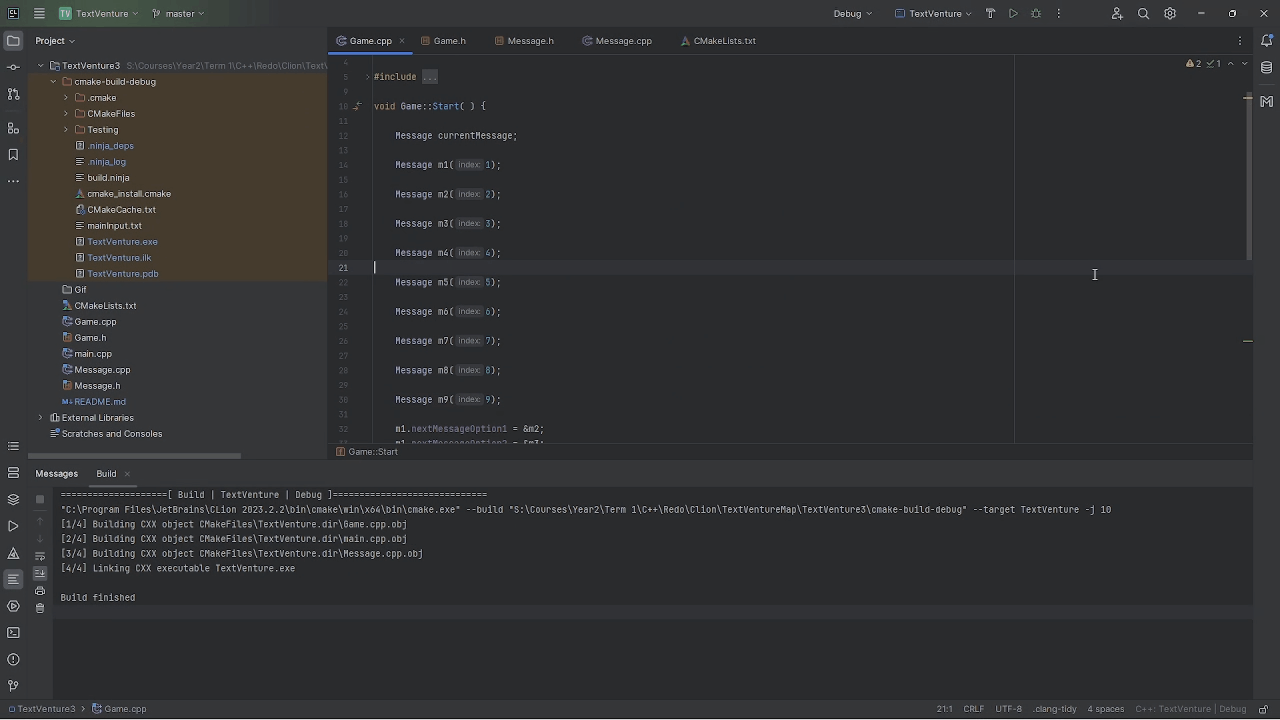 TV TextVenture
master
Debug
TextVenture
Project
Game.cpp
Game.h
Message.h
Message.cpp
CMakeLists.txt
TextVenture3 S:\Courses\Year2\Term 1\C++\Redo\Clion\TextV
cmake-build-debug
.cmake
CMakeFiles
Testing
.ninja_deps
.ninja_log
build.ninja
cmake_install.cmake
CMakeCache.txt
mainInput.txt
TextVenture.exe
TextVenture.ilk
TextVenture.pdb
Gif
CMakeLists.txt
Game.cpp
Game.h
main.cpp
Message.cpp
Message.h
README.md
External Libraries
Scratches and Consoles
2 1
4
5 #include ...
9
10 void Game::Start( ) {
11
12 Message currentMessage;
13
14 Message m1( index: 1);
15
16 Message m2( index: 2);
17
18 Message m3( index: 3);
19
20 Message m4( index: 4);
21
22 Message m5( index: 5);
23
24 Message m6( index: 6);
25
26 Message m7( index: 7);
27
28 Message m8( index: 8);
29
30 Message m9( index: 9);
31
32 m1.nextMessageOption1 = &m2;
33 m1.nextMessageOption2 = &m3;
Game::Start
Messages
Build
====================[ Build | TextVenture | Debug ]=============================
"C:\Program Files\JetBrains\CLion 2023.2.2\bin\cmake\win\x64\bin\cmake.exe" --build "S:\Courses\Year2\Term 1\C++\Redo\Clion\TextVentureMap\TextVenture3\cmake-build-debug" --target TextVenture -j 10
[1/4] Building CXX object CMakeFiles\TextVenture.dir\Game.cpp.obj
[2/4] Building CXX object CMakeFiles\TextVenture.dir\main.cpp.obj
[3/4] Building CXX object CMakeFiles\TextVenture.dir\Message.cpp.obj
[4/4] Linking CXX executable TextVenture.exe
Build finished
TextVenture3 > Game.cpp
21:1 CRLF UTF-8 .clang-tidy 4 spaces C++: TextVenture | Debug